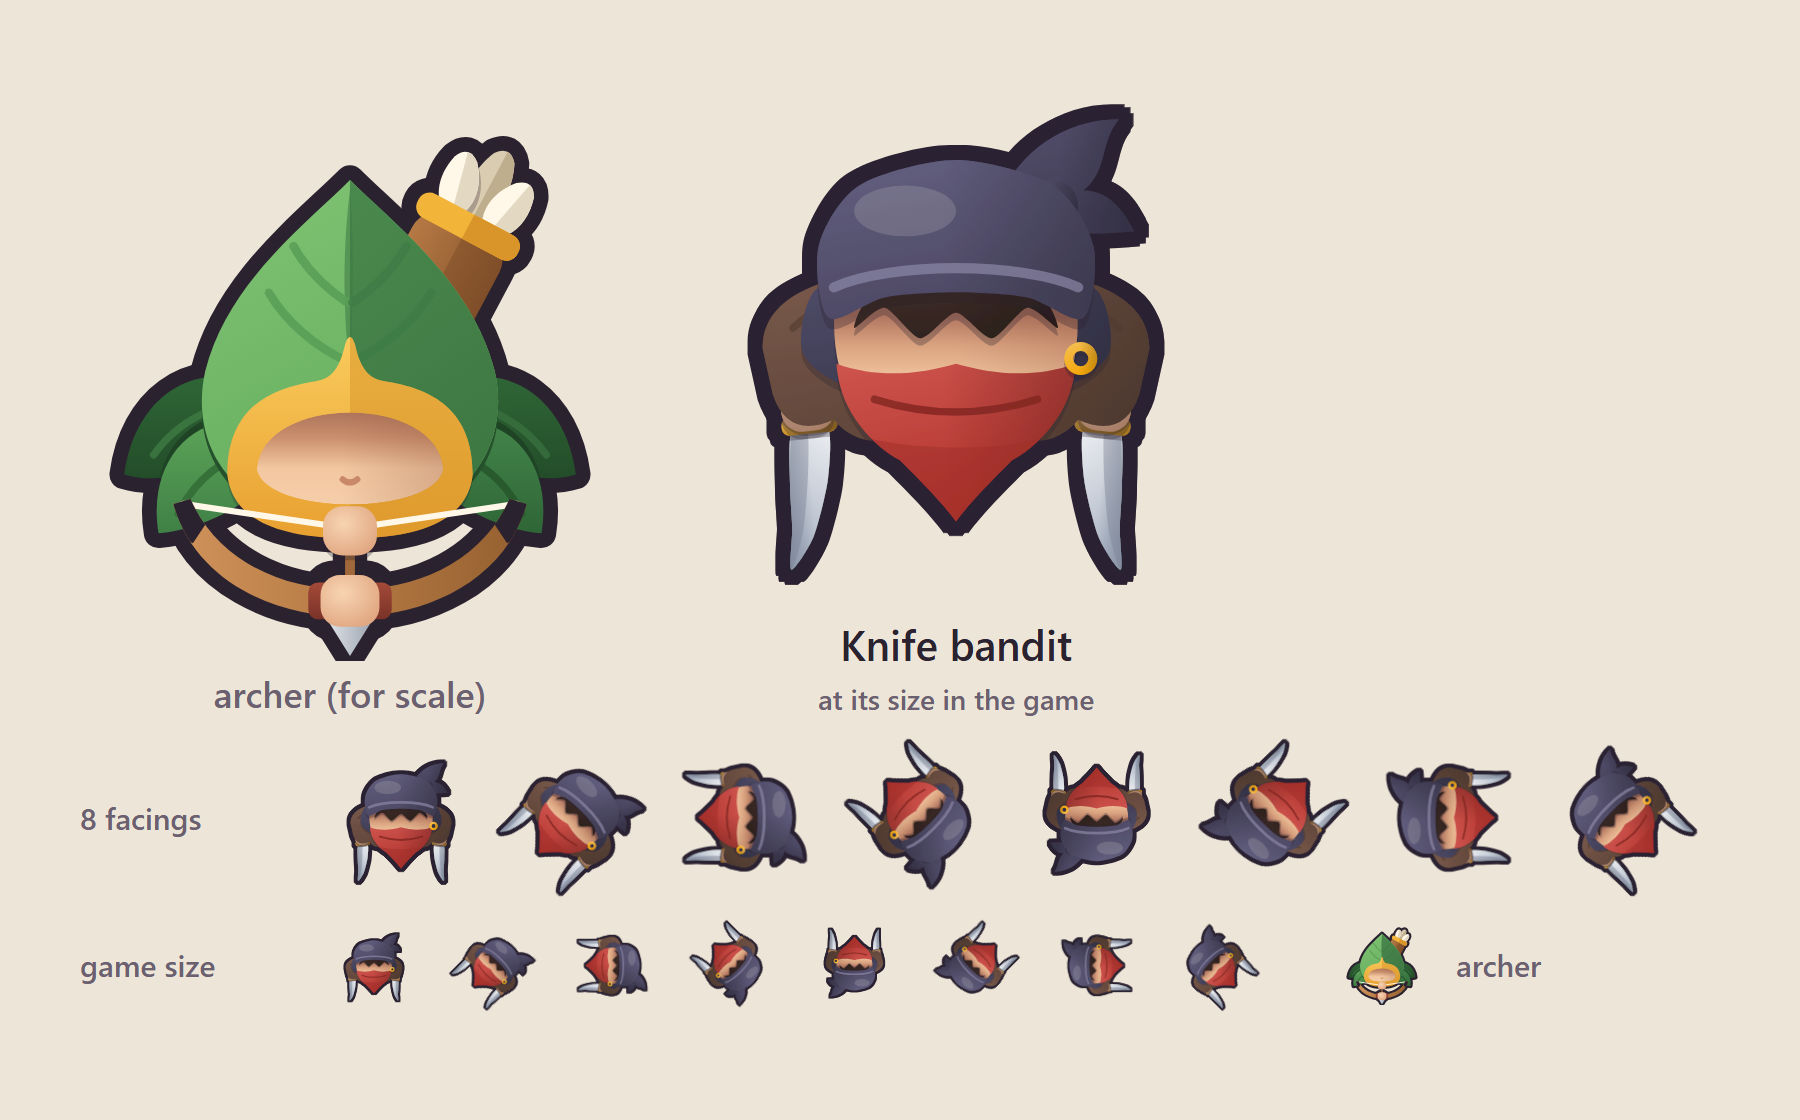 Knife bandit
archer (for scale)
at its size in the game
8 facings
game size
archer